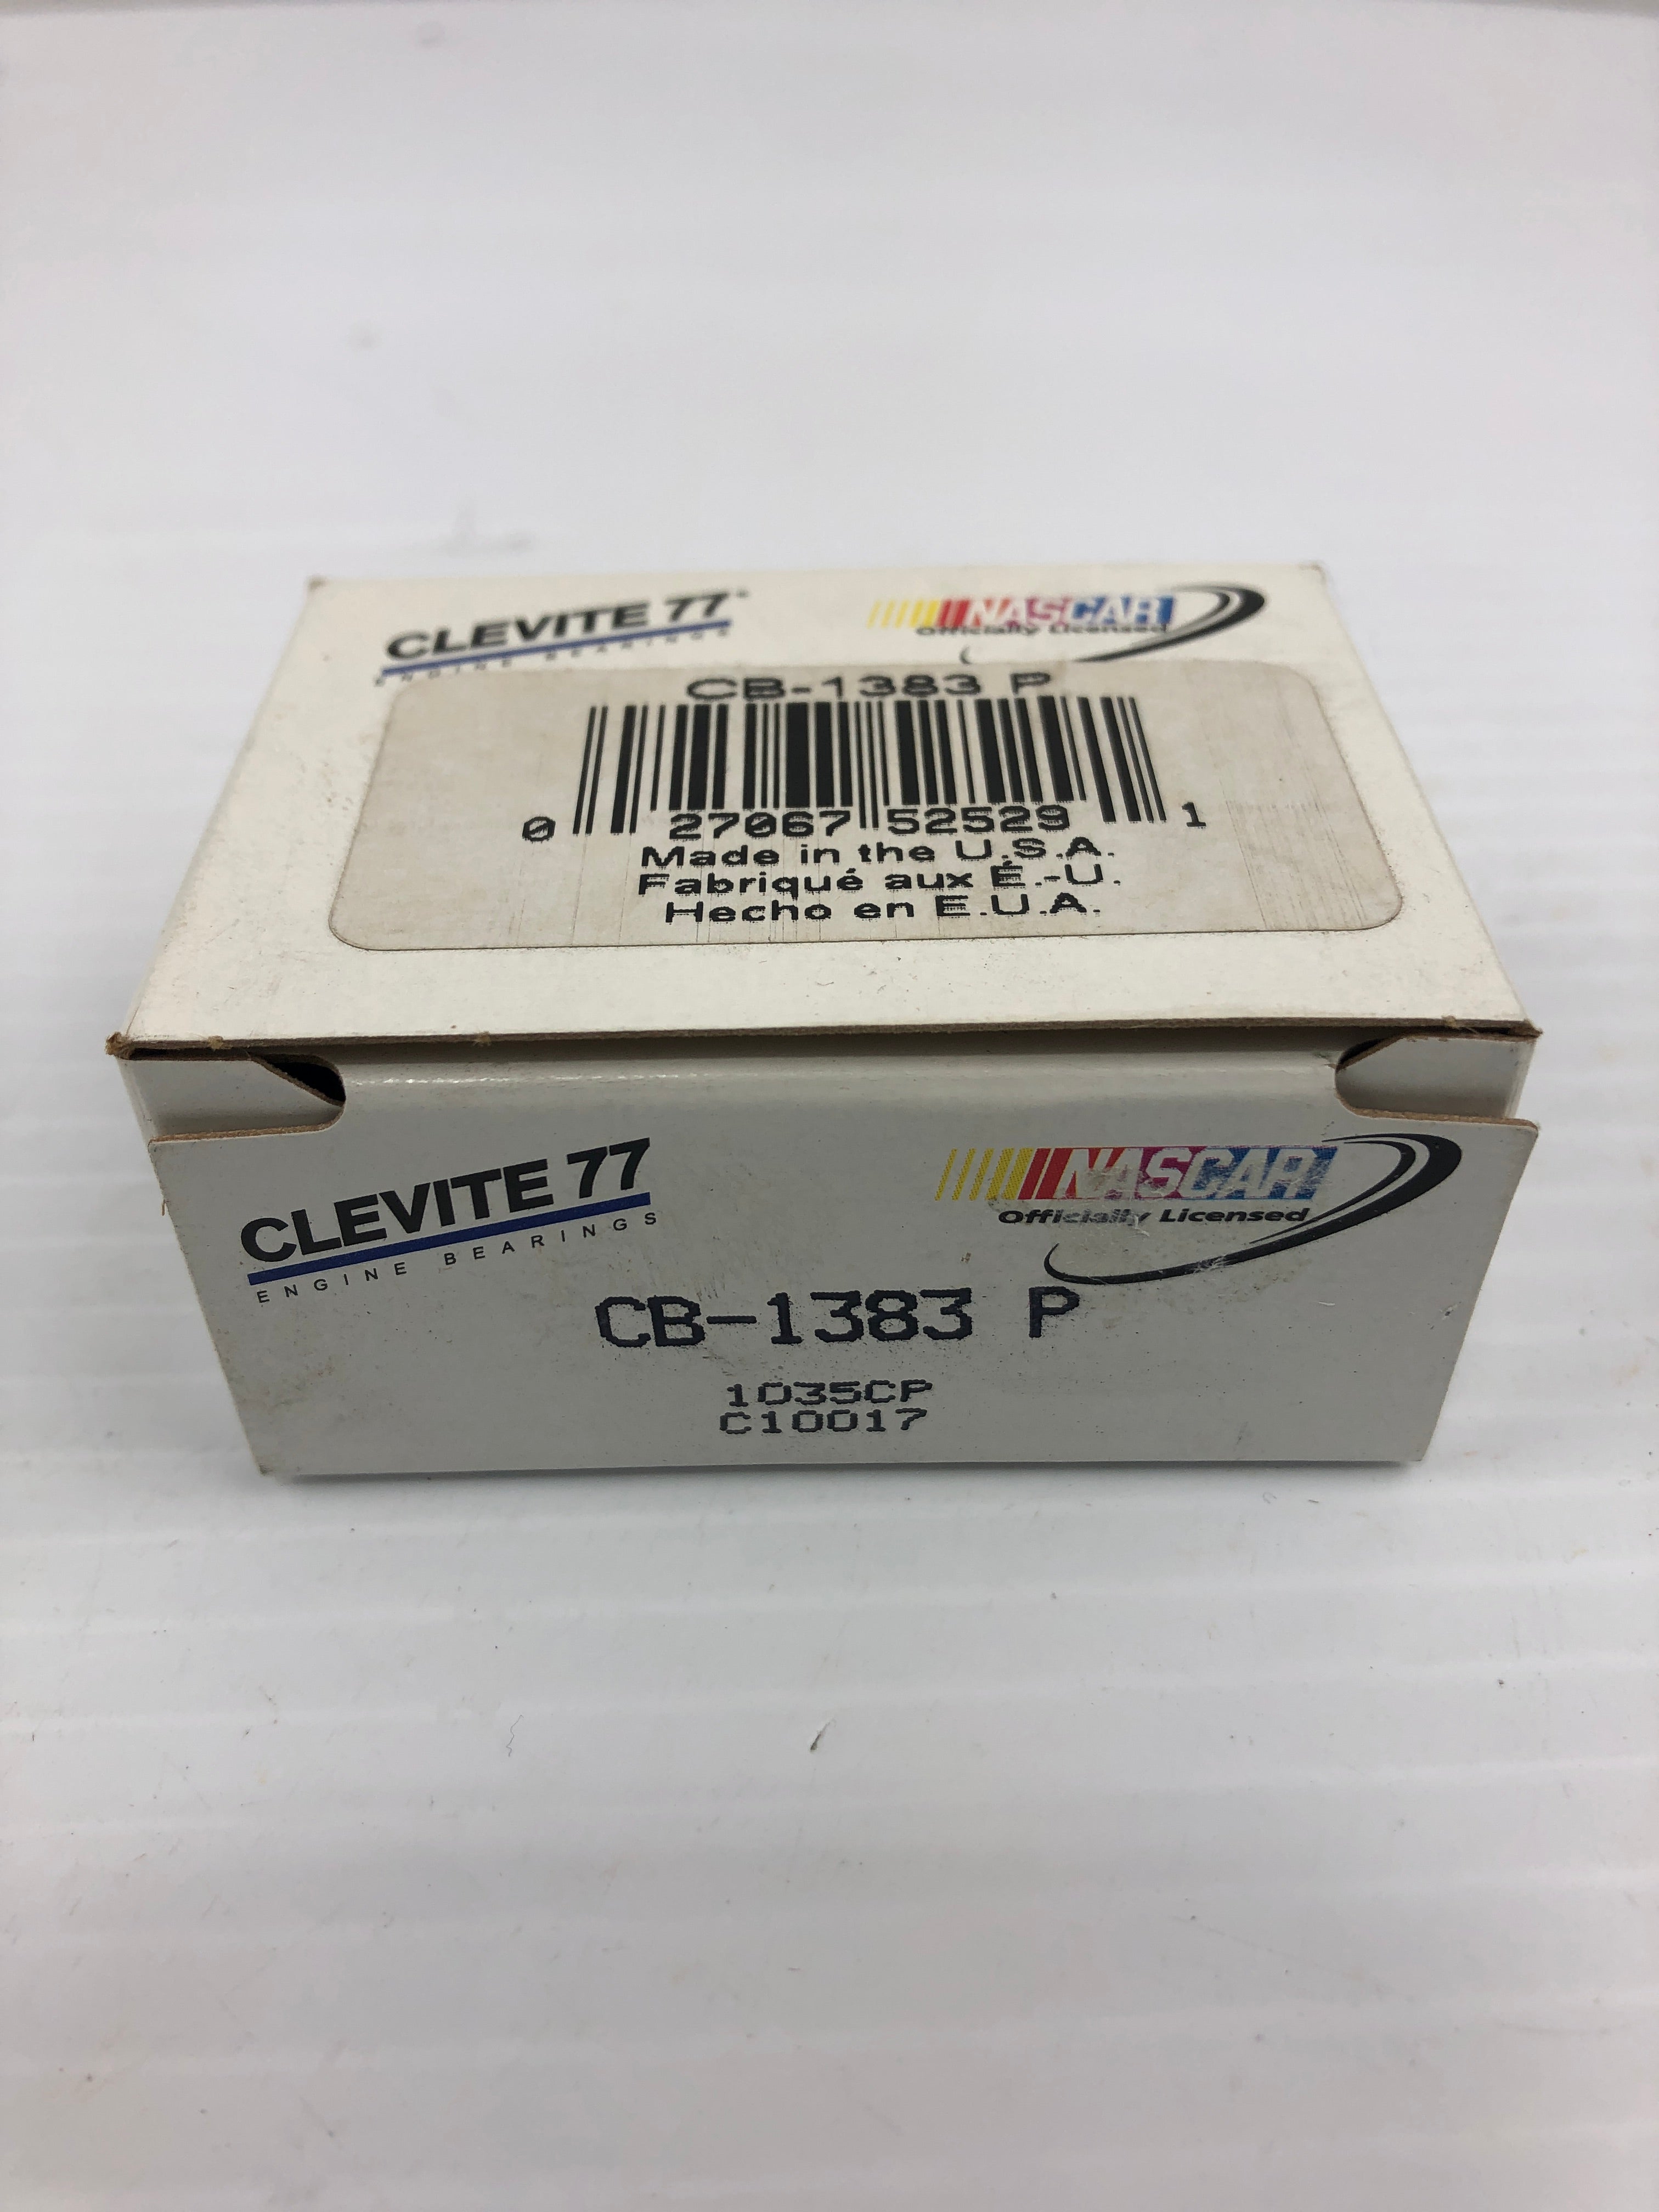 CLEVITE 77®
ENGINE BEARINGS
NASCAR
Officially Licensed
CB-1383 P
0 27067 52529 1
Made in the U.S.A.
Fabriqué aux É.-U.
Hecho en E.U.A.
CLEVITE 77
ENGINE BEARINGS
NASCAR
Officially Licensed
CB-1383 P
1035CP
C10017